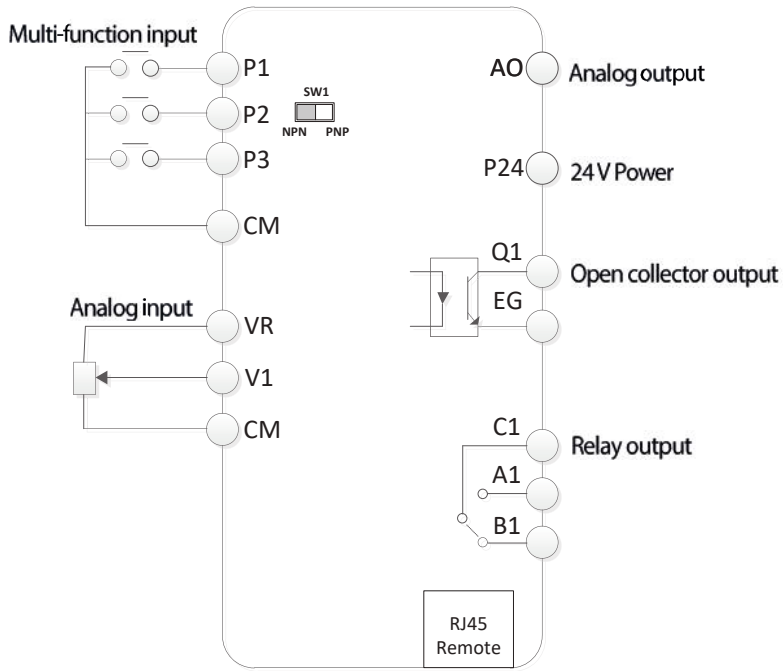 Multi-function input
P1
SW1
P2
NPN PNP
P3
CM
Analog input
VR
V1
CM
AO
Analog output
P24
24 V Power
Q1
Open collector output
EG
C1
Relay output
A1
B1
RJ45
Remote